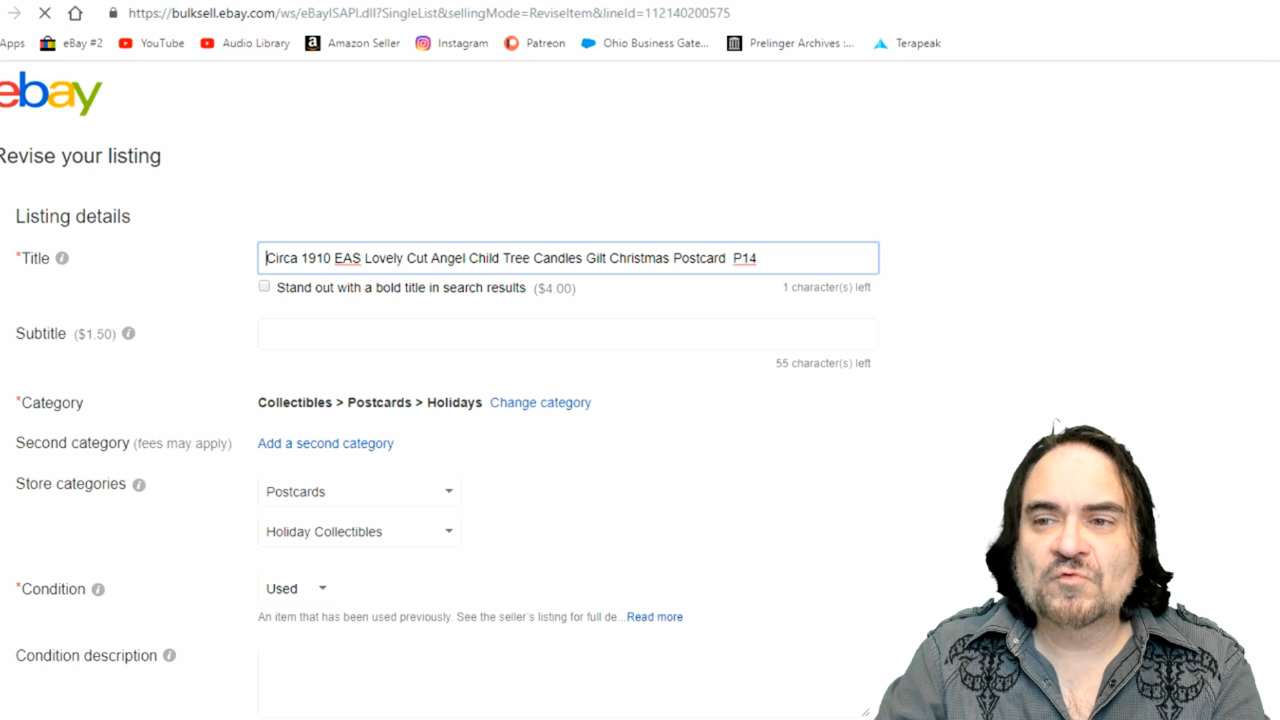 https://bulksell.ebay.com/ws/eBayISAPI.dll?SingleList&sellingMode=ReviseItem&lineId=112140200575
Apps eBay #2 YouTube Audio Library Amazon Seller Instagram Patreon Ohio Business Gate... Prelinger Archives :... Terapeak
ebay
Revise your listing
Listing details
*Title Circa 1910 EAS Lovely Cut Angel Child Tree Candles Gilt Christmas Postcard P14
Stand out with a bold title in search results ($4.00) 1 character(s) left
Subtitle ($1.50)
55 character(s) left
*Category Collectibles > Postcards > Holidays Change category
Second category (fees may apply) Add a second category
Store categories Postcards
Holiday Collectibles
*Condition Used
An item that has been used previously. See the seller's listing for full de...Read more
Condition description